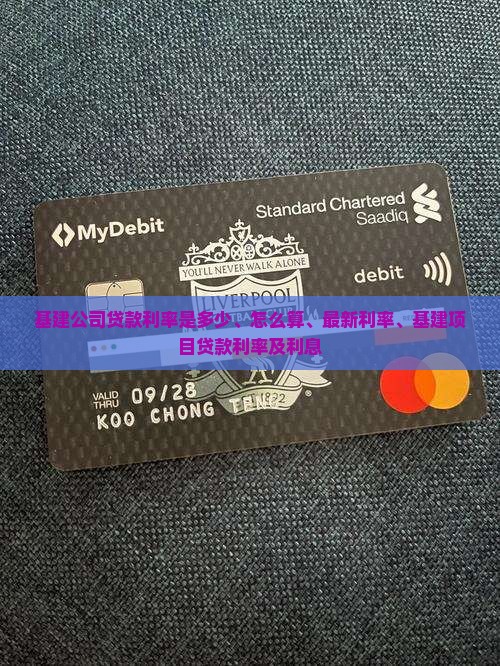 MyDebit
Standard Chartered
Saadiq
YOU'LL NEVER WALK ALONE
debit
LIVERPOOL
基建公司贷款利率是多少、怎么算、最新利率、基建项
目贷款利率及利息
VALID
THRU
09/28
KOO CHONG
1892